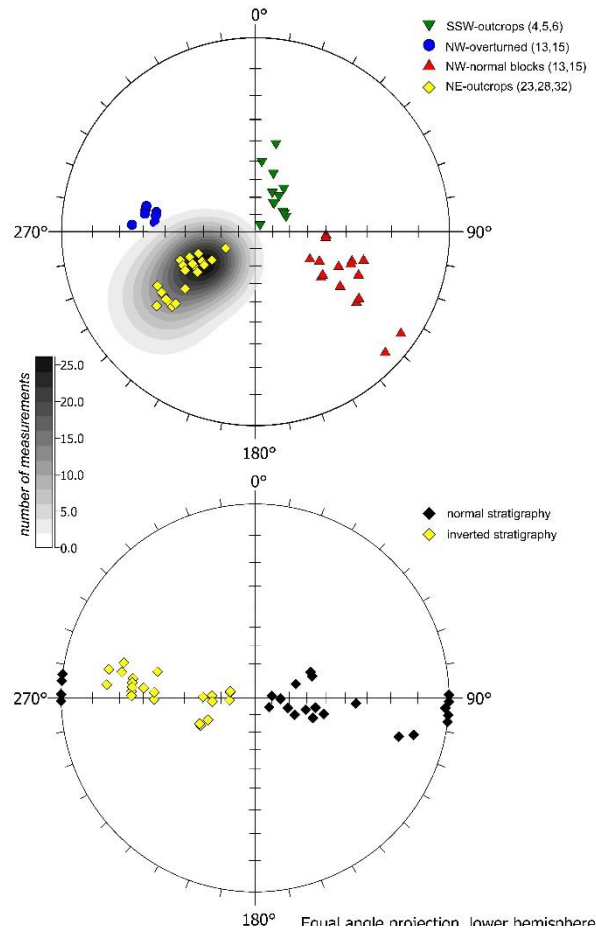 0°
SSW-outcrops (4,5,6)
NW-overturned (13,15)
NW-normal blocks (13,15)
NE-outcrops (23,28,32)
270°
90°
number of measurements
25.0
20.0
15.0
10.0
5.0
0.0
180°
0°
normal stratigraphy
inverted stratigraphy
270°
90°
180°
Equal angle projection, lower hemisphere